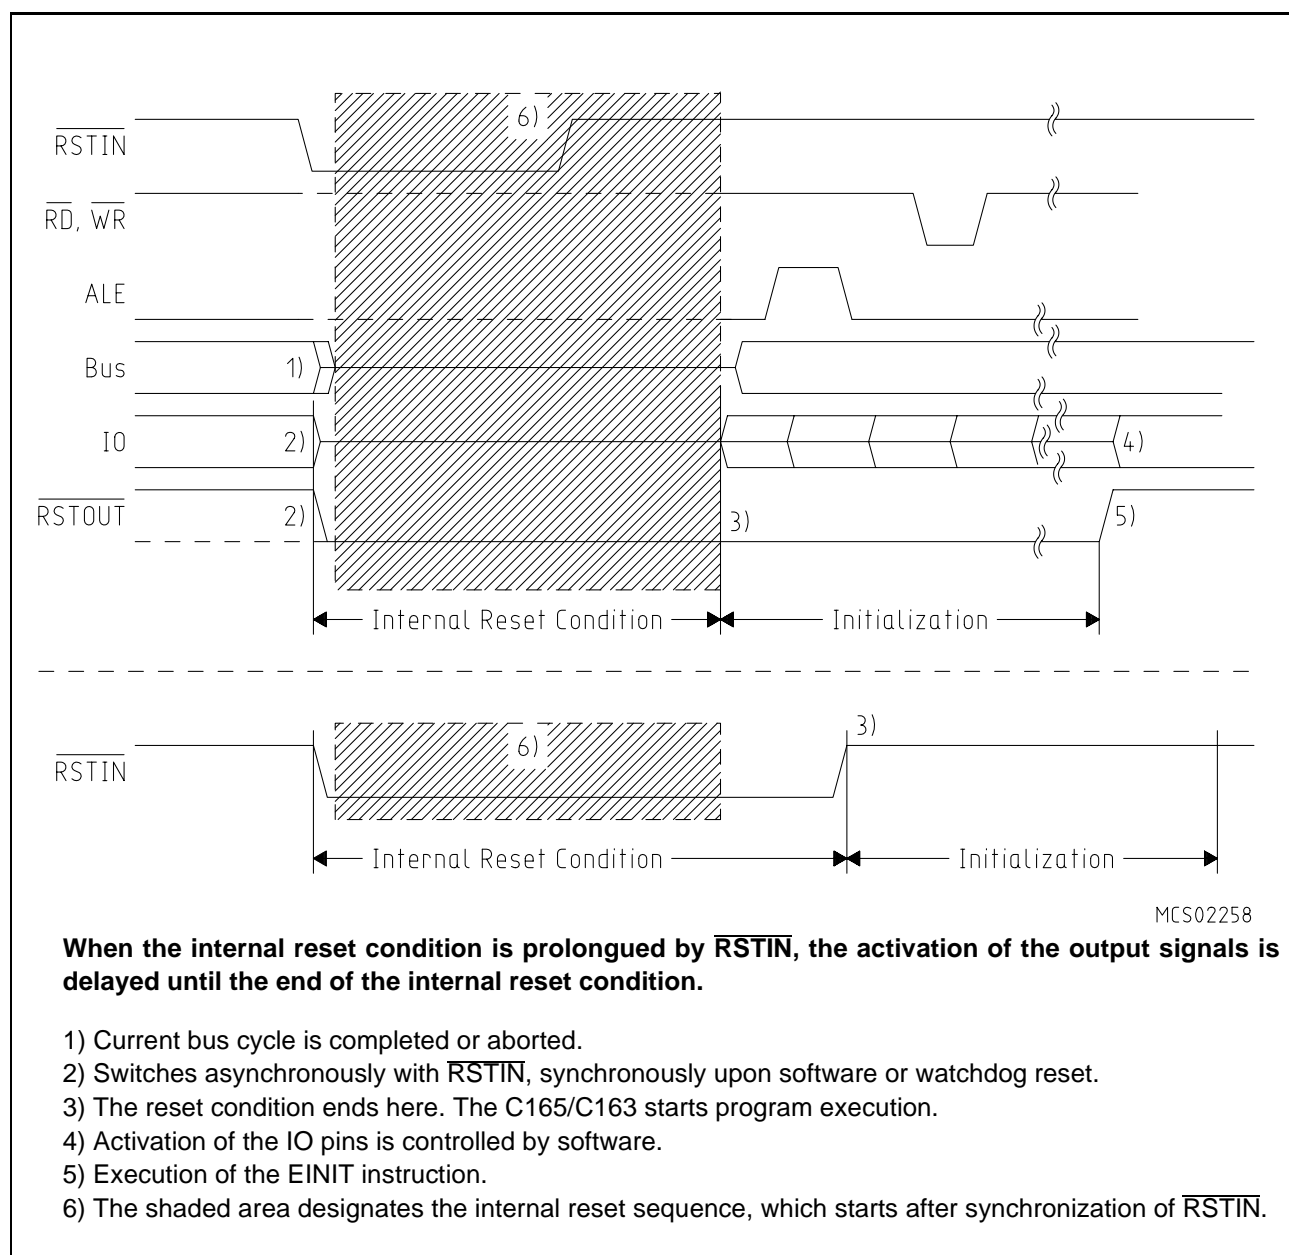 6)
RSTIN
RD, WR
ALE
Bus 1)
IO 2) 4)
RSTOUT 2) 3) 5)
Internal Reset Condition Initialization
6) 3)
RSTIN
Internal Reset Condition Initialization
MCS02258
When the internal reset condition is prolongued by RSTIN, the activation of the output signals is
delayed until the end of the internal reset condition.
1) Current bus cycle is completed or aborted.
2) Switches asynchronously with RSTIN, synchronously upon software or watchdog reset.
3) The reset condition ends here. The C165/C163 starts program execution.
4) Activation of the IO pins is controlled by software.
5) Execution of the EINIT instruction.
6) The shaded area designates the internal reset sequence, which starts after synchronization of RSTIN.